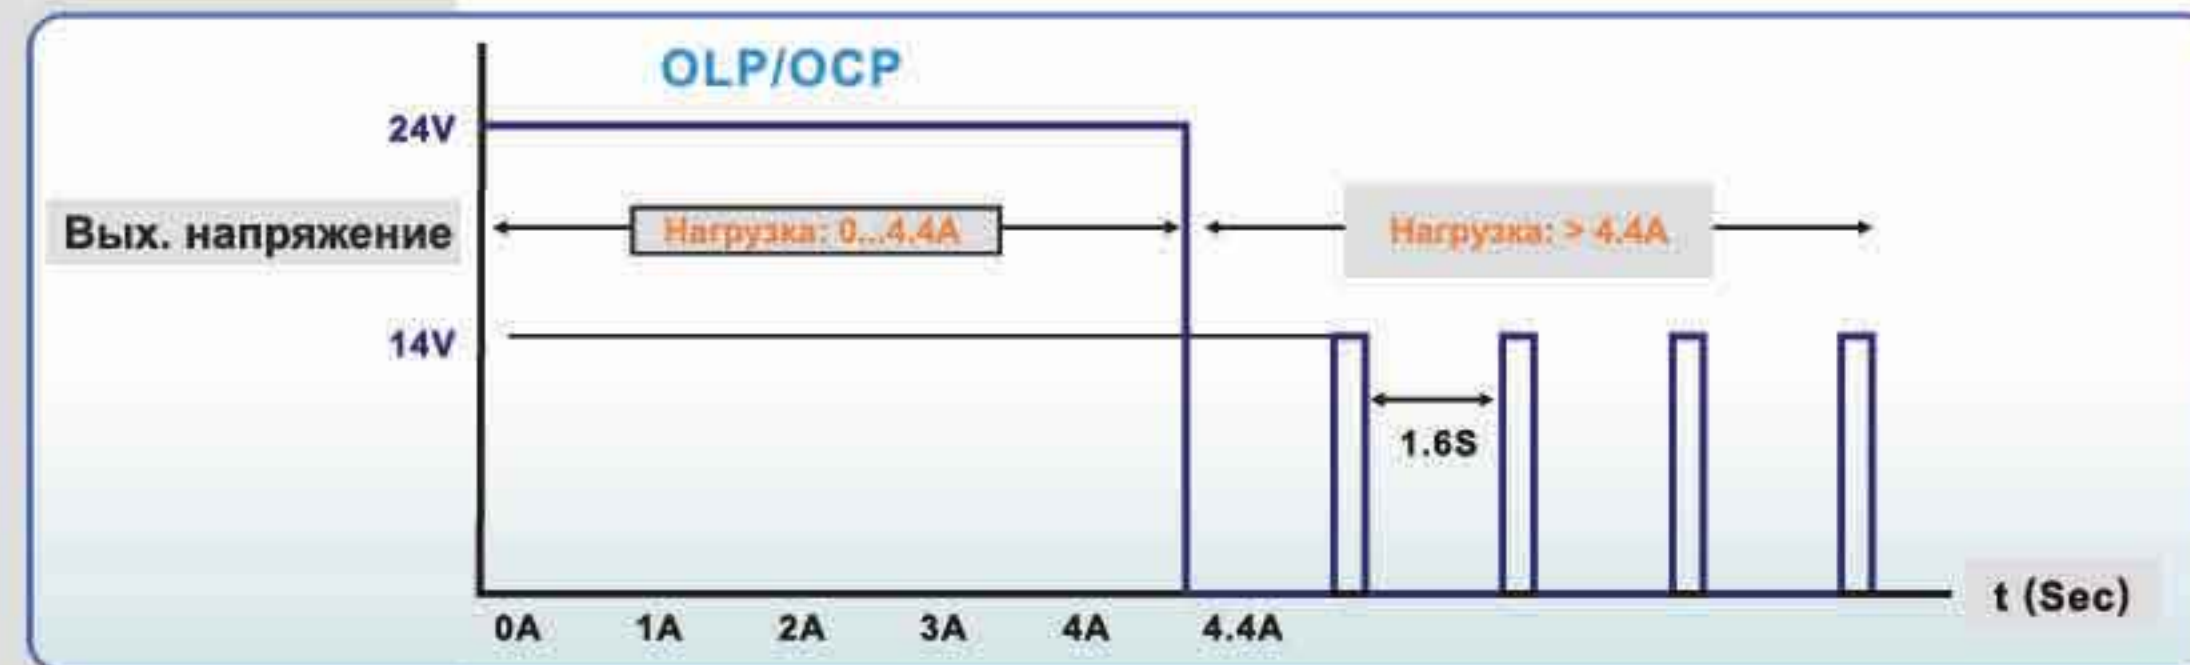 OLP/OCP
24V
Вых. напряжение
Нагрузка: 0...4.4A
Нагрузка: > 4.4A
14V
1.6S
t (Sec)
0A 1A 2A 3A 4A 4.4A